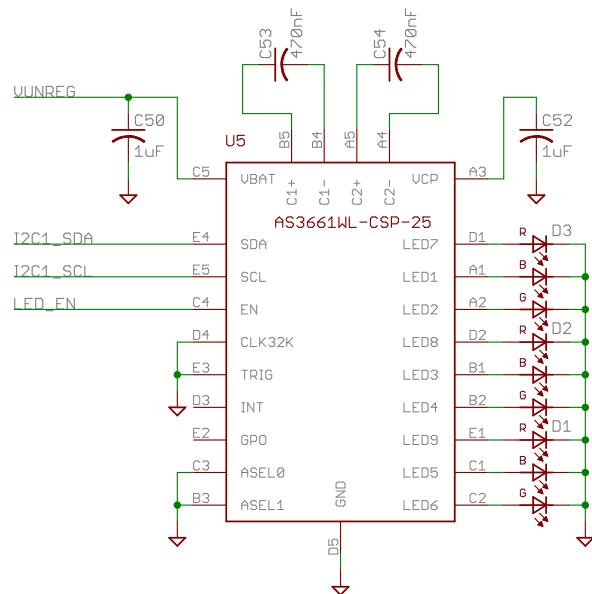 C53
470nF
C54
470nF
VUNREG
C50
1uF
U5
B5
B4
A5
A4
C52
1uF
C5
VBAT
C1+
C1-
C2+
C2-
VCP
A3
AS3661WL-CSP-25
I2C1_SDA
E4
SDA
LED7
D1
R
D3
I2C1_SCL
E5
SCL
LED1
A1
B
LED_EN
C4
EN
LED2
A2
G
D4
CLK32K
LED8
D2
R
D2
E3
TRIG
LED3
B1
B
D3
INT
LED4
B2
G
E2
GPO
LED9
E1
R
D1
C3
ASEL0
LED5
C1
B
B3
ASEL1
GND
LED6
C2
G
D5